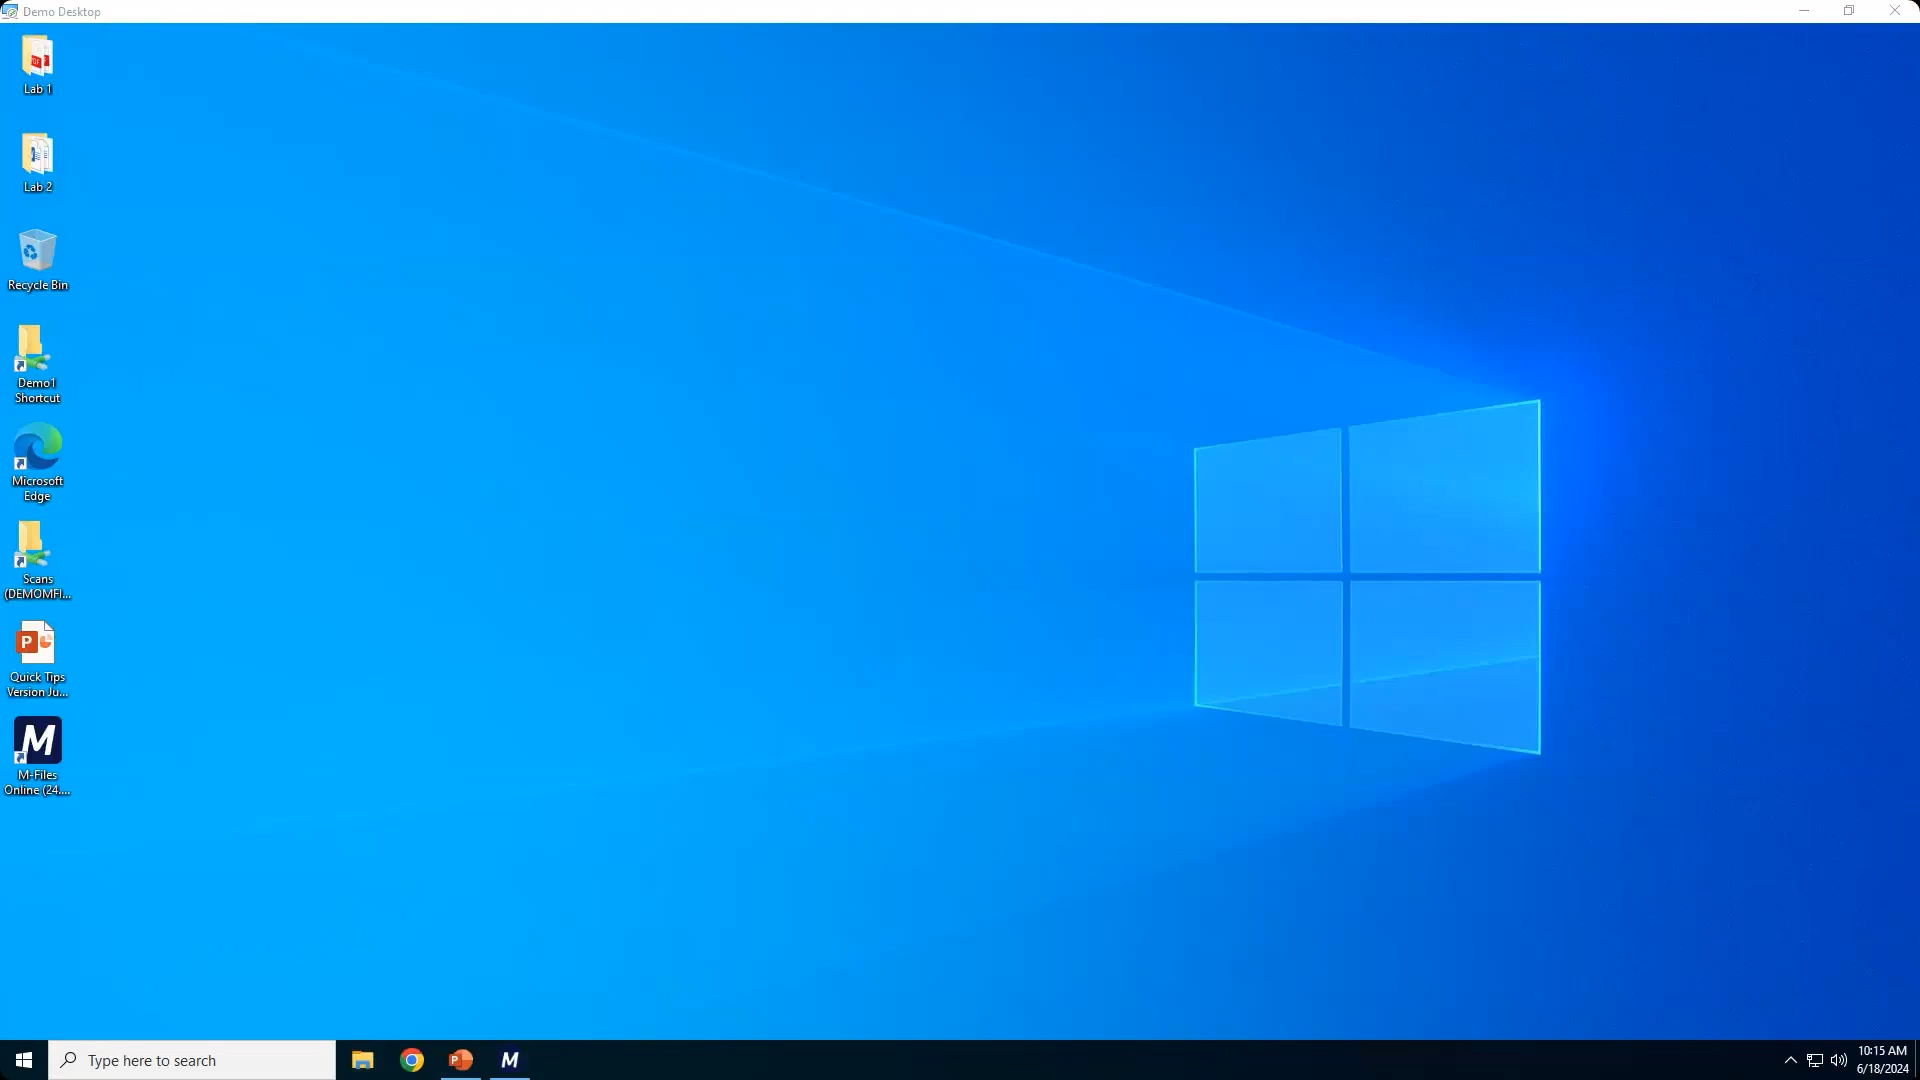 Demo Desktop
Lab 1
Lab 2
Recycle Bin
Demo1
Shortcut
Microsoft
Edge
Scans
(DEMOMFI...
Quick Tips
Version Ju...
M-Files
Online (24....
Type here to search
10:15 AM
6/18/2024